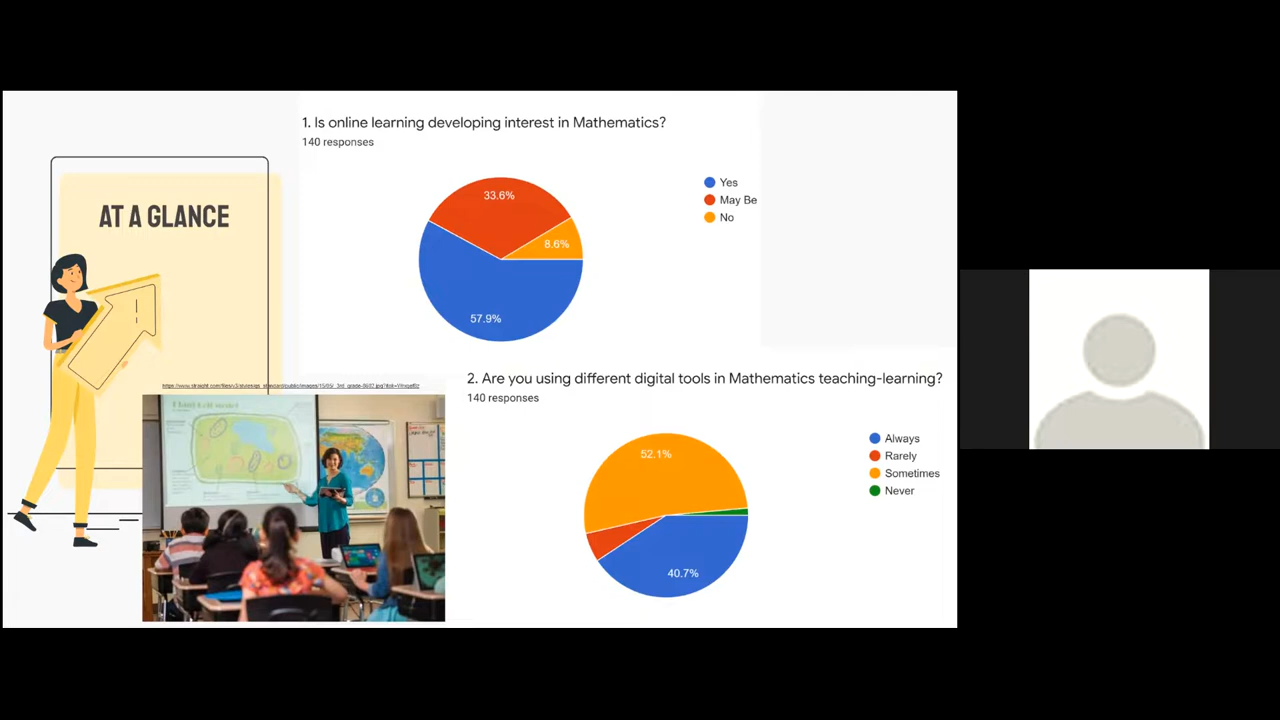 1. Is online learning developing interest in Mathematics?
140 responses
33.6%
8.6%
57.9%
Yes
May Be
No
AT A GLANCE
2. Are you using different digital tools in Mathematics teaching-learning?
140 responses
52.1%
40.7%
Always
Rarely
Sometimes
Never